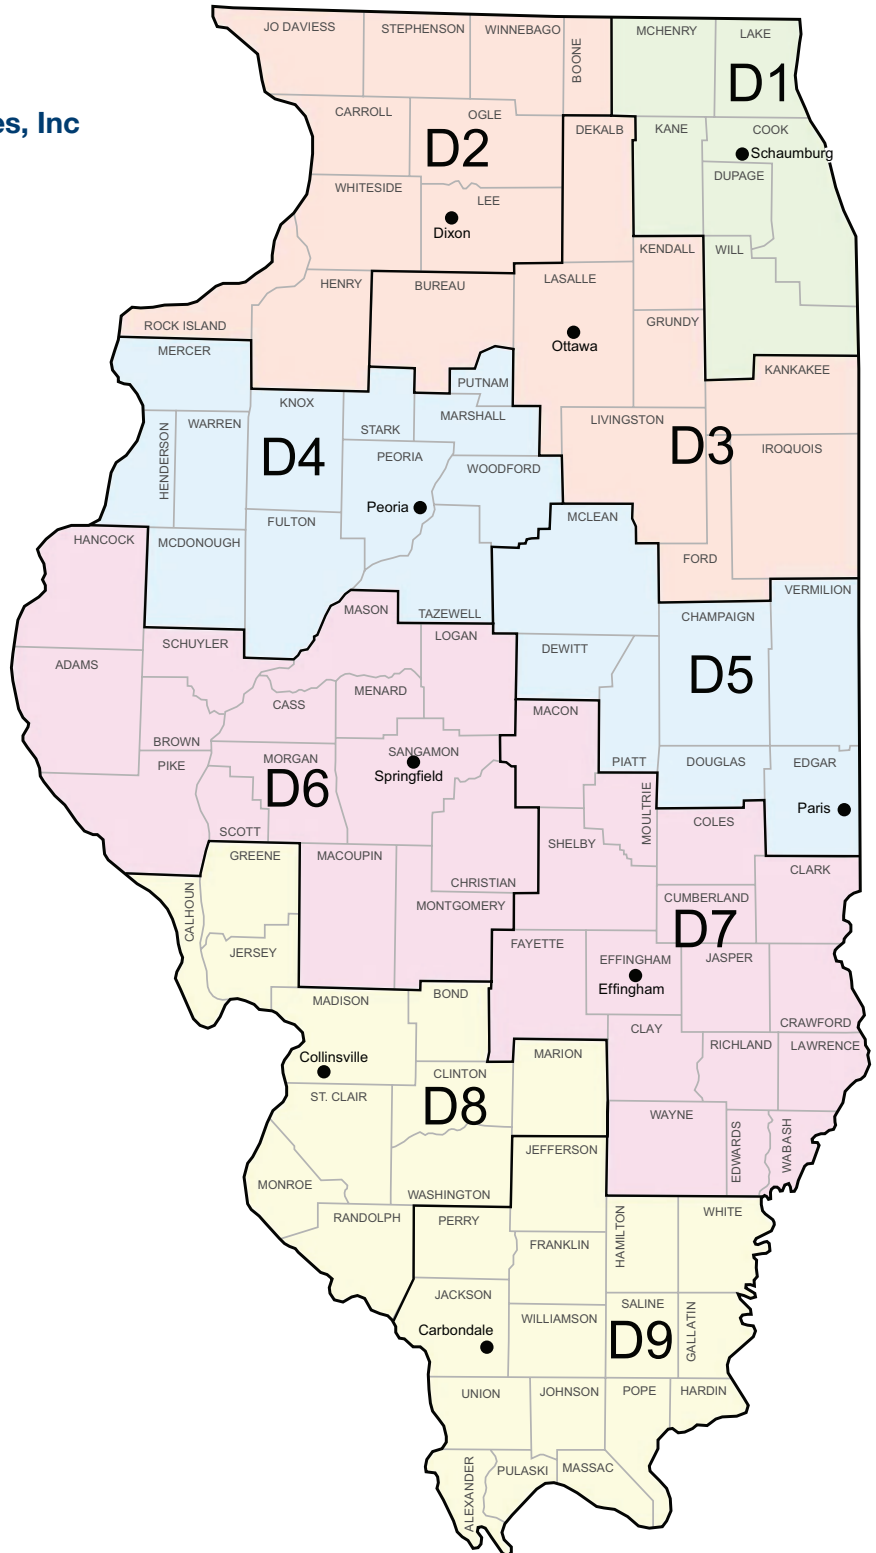 JO DAVIESS
STEPHENSON
WINNEBAGO
BOONE
MCHENRY
LAKE
D1
es, Inc
CARROLL
OGLE
D2
DEKALB
KANE
COOK
Schaumburg
DUPAGE
WHITESIDE
LEE
Dixon
KENDALL
WILL
HENRY
BUREAU
LASALLE
ROCK ISLAND
GRUNDY
Ottawa
MERCER
KANKAKEE
PUTNAM
KNOX
STARK
MARSHALL
LIVINGSTON
D3
IROQUOIS
HENDERSON
WARREN
D4
PEORIA
WOODFORD
Peoria
FULTON
MCLEAN
HANCOCK
MCDONOUGH
FORD
VERMILION
MASON
TAZEWELL
CHAMPAIGN
SCHUYLER
LOGAN
DEWITT
ADAMS
D5
CASS
MENARD
MACON
BROWN
SANGAMON
PIKE
MORGAN
D6
Springfield
PIATT
DOUGLAS
EDGAR
Paris
MOULTRIE
COLES
SCOTT
SHELBY
GREENE
MACOUPIN
CHRISTIAN
CLARK
CALHOUN
MONTGOMERY
CUMBERLAND
D7
JERSEY
FAYETTE
EFFINGHAM
Effingham
JASPER
MADISON
BOND
CRAWFORD
CLAY
RICHLAND
LAWRENCE
Collinsville
CLINTON
MARION
ST. CLAIR
D8
WAYNE
EDWARDS
WABASH
JEFFERSON
MONROE
WASHINGTON
RANDOLPH
PERRY
HAMILTON
WHITE
FRANKLIN
JACKSON
SALINE
GALLATIN
WILLIAMSON
Carbondale
D9
UNION
JOHNSON
POPE
HARDIN
ALEXANDER
PULASKI
MASSAC